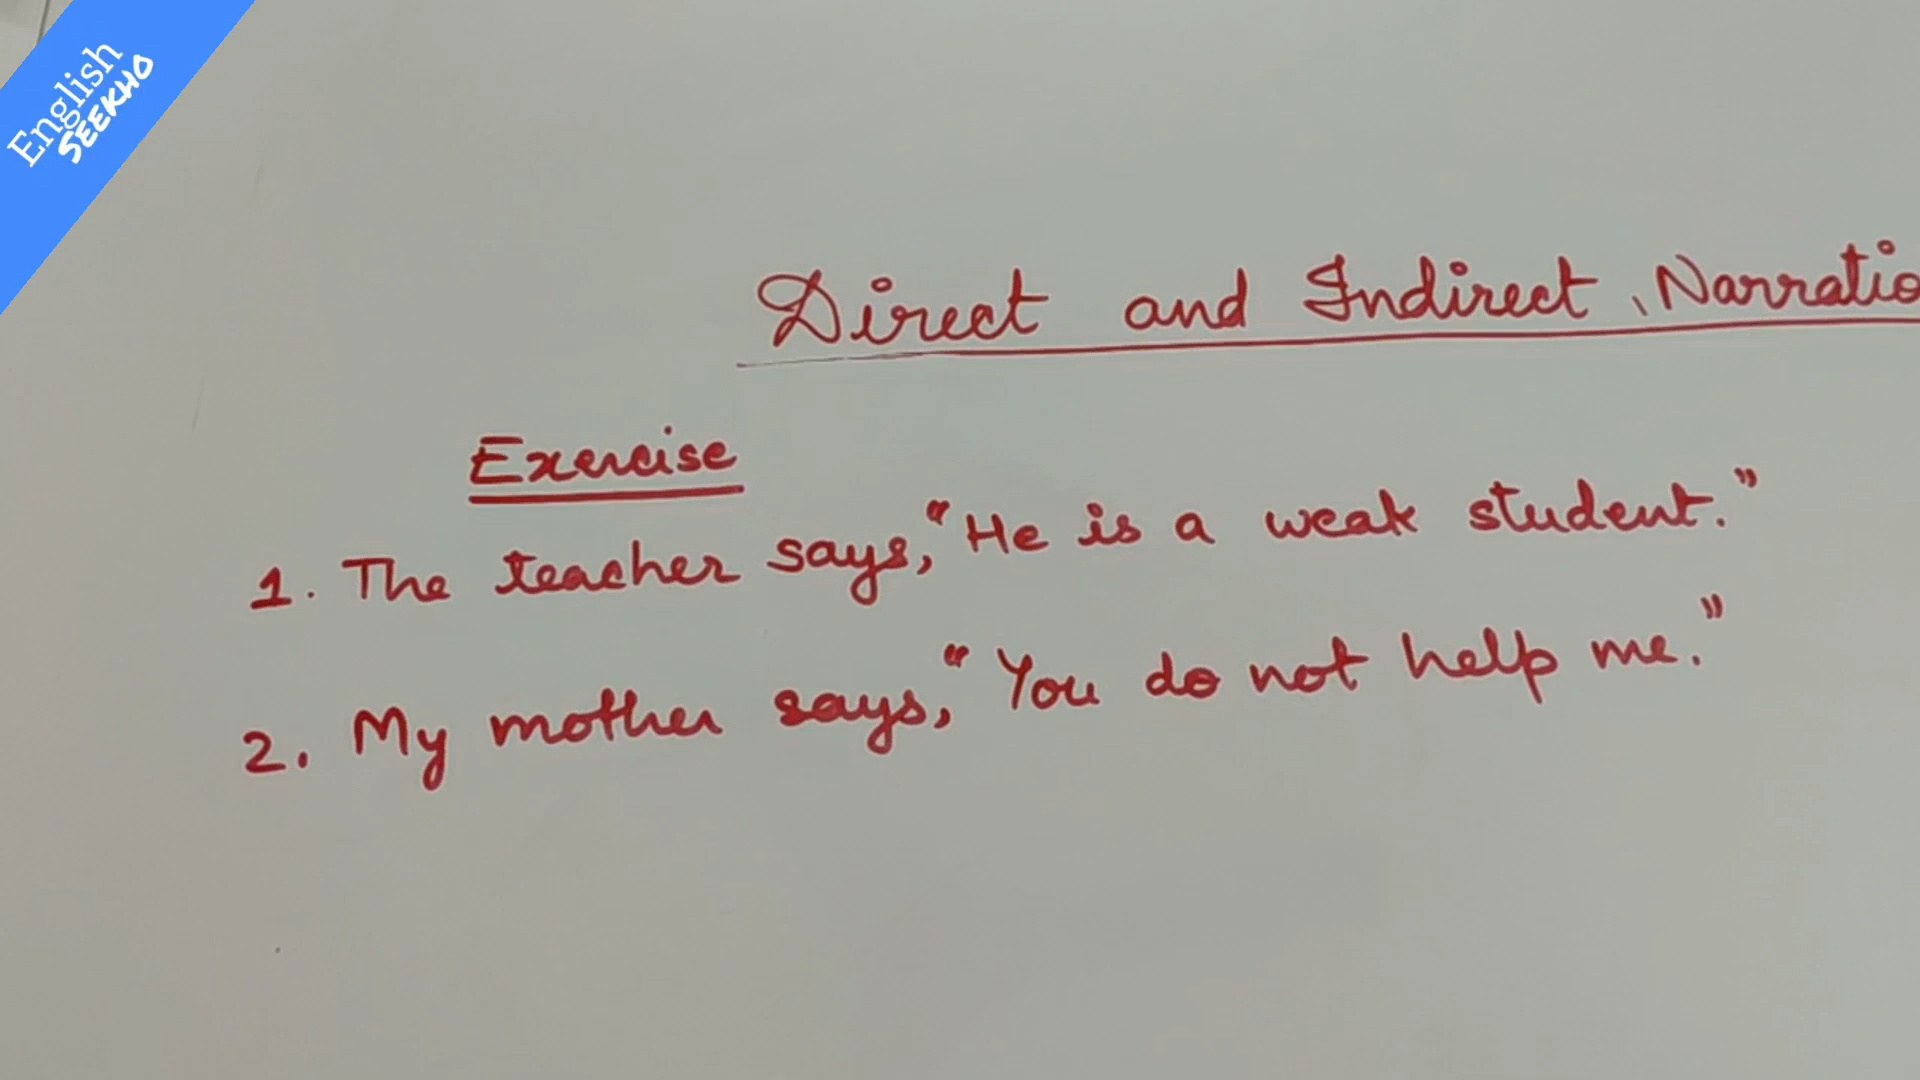 English
SEEKHO
Direct and Indirect Narratio
Exercise
1. The teacher says, "He is a weak student."
2. My mother says, "You do not help me."